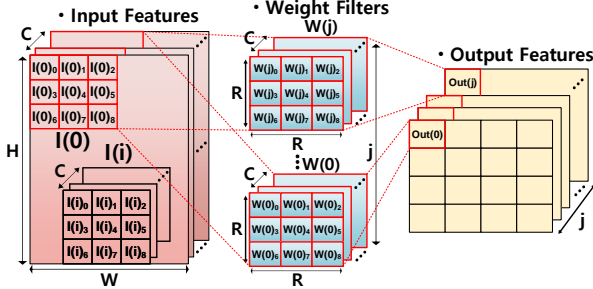 • Input Features
C
I(0)₀ I(0)₁ I(0)₂
I(0)₃ I(0)₄ I(0)₅
I(0)₆ I(0)₇ I(0)₈
I(0)
I(i)
C
I(i)₀ I(i)₁ I(i)₂
I(i)₃ I(i)₄ I(i)₅
I(i)₆ I(i)₇ I(i)₈
H
W
• Weight Filters
W(j)
C
W(j)₀ W(j)₁ W(j)₂
W(j)₃ W(j)₄ W(j)₅
W(j)₆ W(j)₇ W(j)₈
R
R
j
W(0)
C
W(0)₀ W(0)₁ W(0)₂
W(0)₃ W(0)₄ W(0)₅
W(0)₆ W(0)₇ W(0)₈
R
R
• Output Features
Out(j)
Out(0)
j